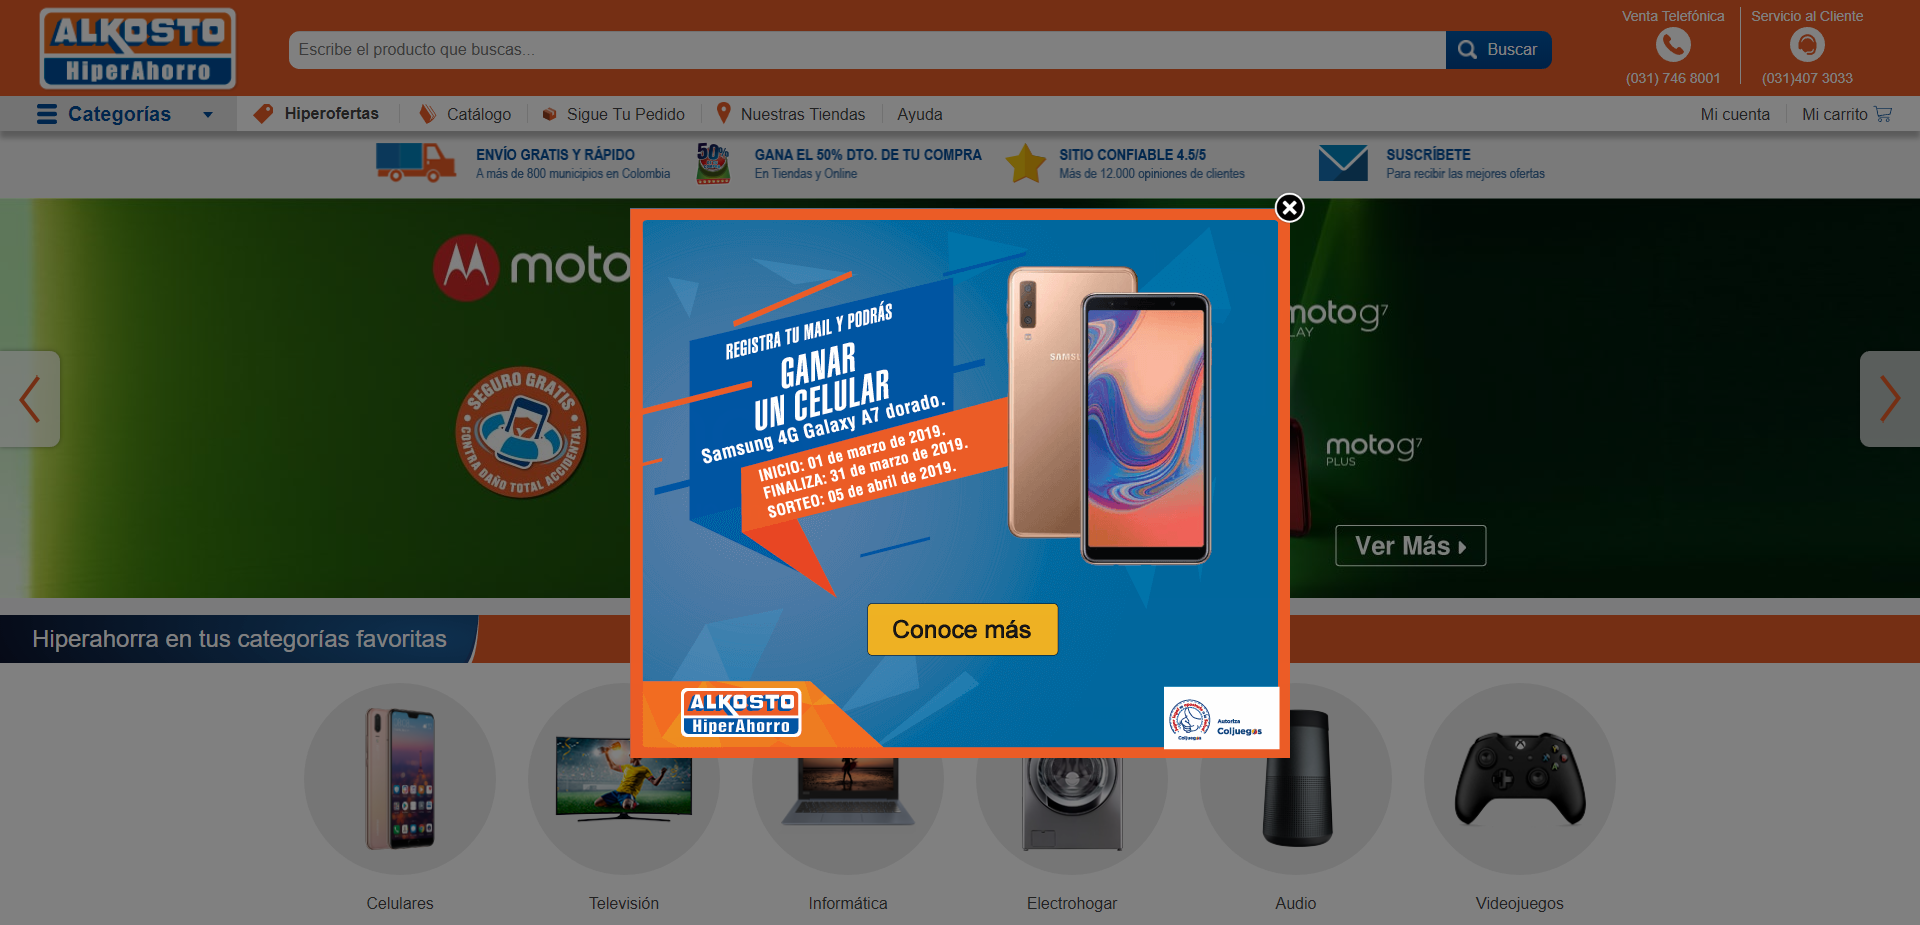 ALKOSTO
HiperAhorro
Escribe el producto que buscas...
Buscar
Venta Telefónica
(031) 746 8001
Servicio al Cliente
(031)407 3033
Categorías
Hiperofertas
Catálogo
Sigue Tu Pedido
Nuestras Tiendas
Ayuda
Mi cuenta
Mi carrito
ENVÍO GRATIS Y RÁPIDO
A más de 800 municipios en Colombia
50%
GANA EL 50% DTO. DE TU COMPRA
En Tiendas y Online
SITIO CONFIABLE 4.5/5
Más de 12.000 opiniones de clientes
SUSCRÍBETE
Para recibir las mejores ofertas
moto
SEGURO GRATIS
CONTRA DAÑO TOTAL ACCIDENTAL
REGISTRA TU MAIL Y PODRÁS
GANAR
UN CELULAR
Samsung 4G Galaxy A7 dorado.
INICIO: 01 de marzo de 2019.
FINALIZA: 31 de marzo de 2019.
SORTEO: 05 de abril de 2019.
SAMSU
Conoce más
ALKOSTO
HiperAhorro
Coljuegos
Autoriza
Coljuegos
moto g7
LAY
moto g7
PLUS
Ver Más
Hiperahorra en tus categorías favoritas
Celulares
Televisión
Informática
Electrohogar
Audio
Videojuegos